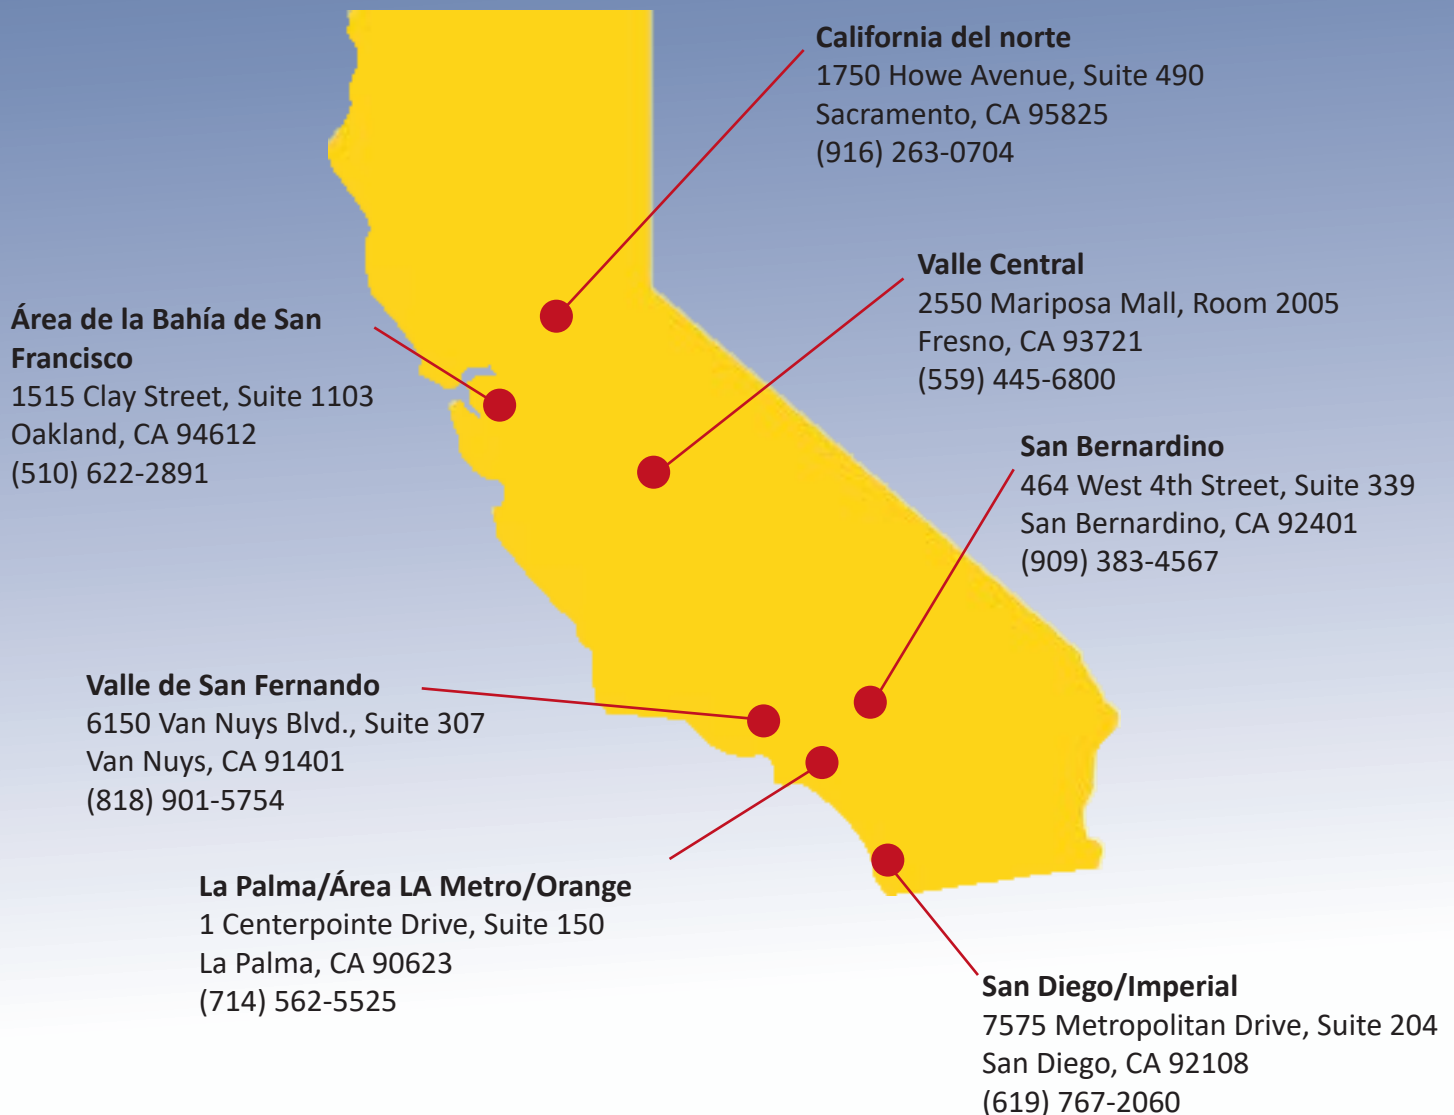 California del norte
1750 Howe Avenue, Suite 490
Sacramento, CA 95825
(916) 263-0704
Valle Central
2550 Mariposa Mall, Room 2005
Fresno, CA 93721
(559) 445-6800
Área de la Bahía de San
Francisco
1515 Clay Street, Suite 1103
Oakland, CA 94612
(510) 622-2891
San Bernardino
464 West 4th Street, Suite 339
San Bernardino, CA 92401
(909) 383-4567
Valle de San Fernando
6150 Van Nuys Blvd., Suite 307
Van Nuys, CA 91401
(818) 901-5754
La Palma/Área LA Metro/Orange
1 Centerpointe Drive, Suite 150
La Palma, CA 90623
(714) 562-5525
San Diego/Imperial
7575 Metropolitan Drive, Suite 204
San Diego, CA 92108
(619) 767-2060